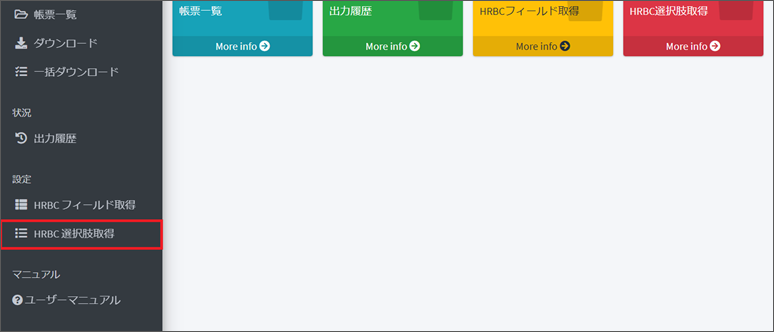 帳票一覧
ダウンロード
一括ダウンロード
状況
出力履歴
設定
HRBC フィールド取得
HRBC 選択肢取得
マニュアル
ユーザーマニュアル
帳票一覧
More info
出力履歴
More info
HRBCフィールド取得
More info
HRBC選択肢取得
More info